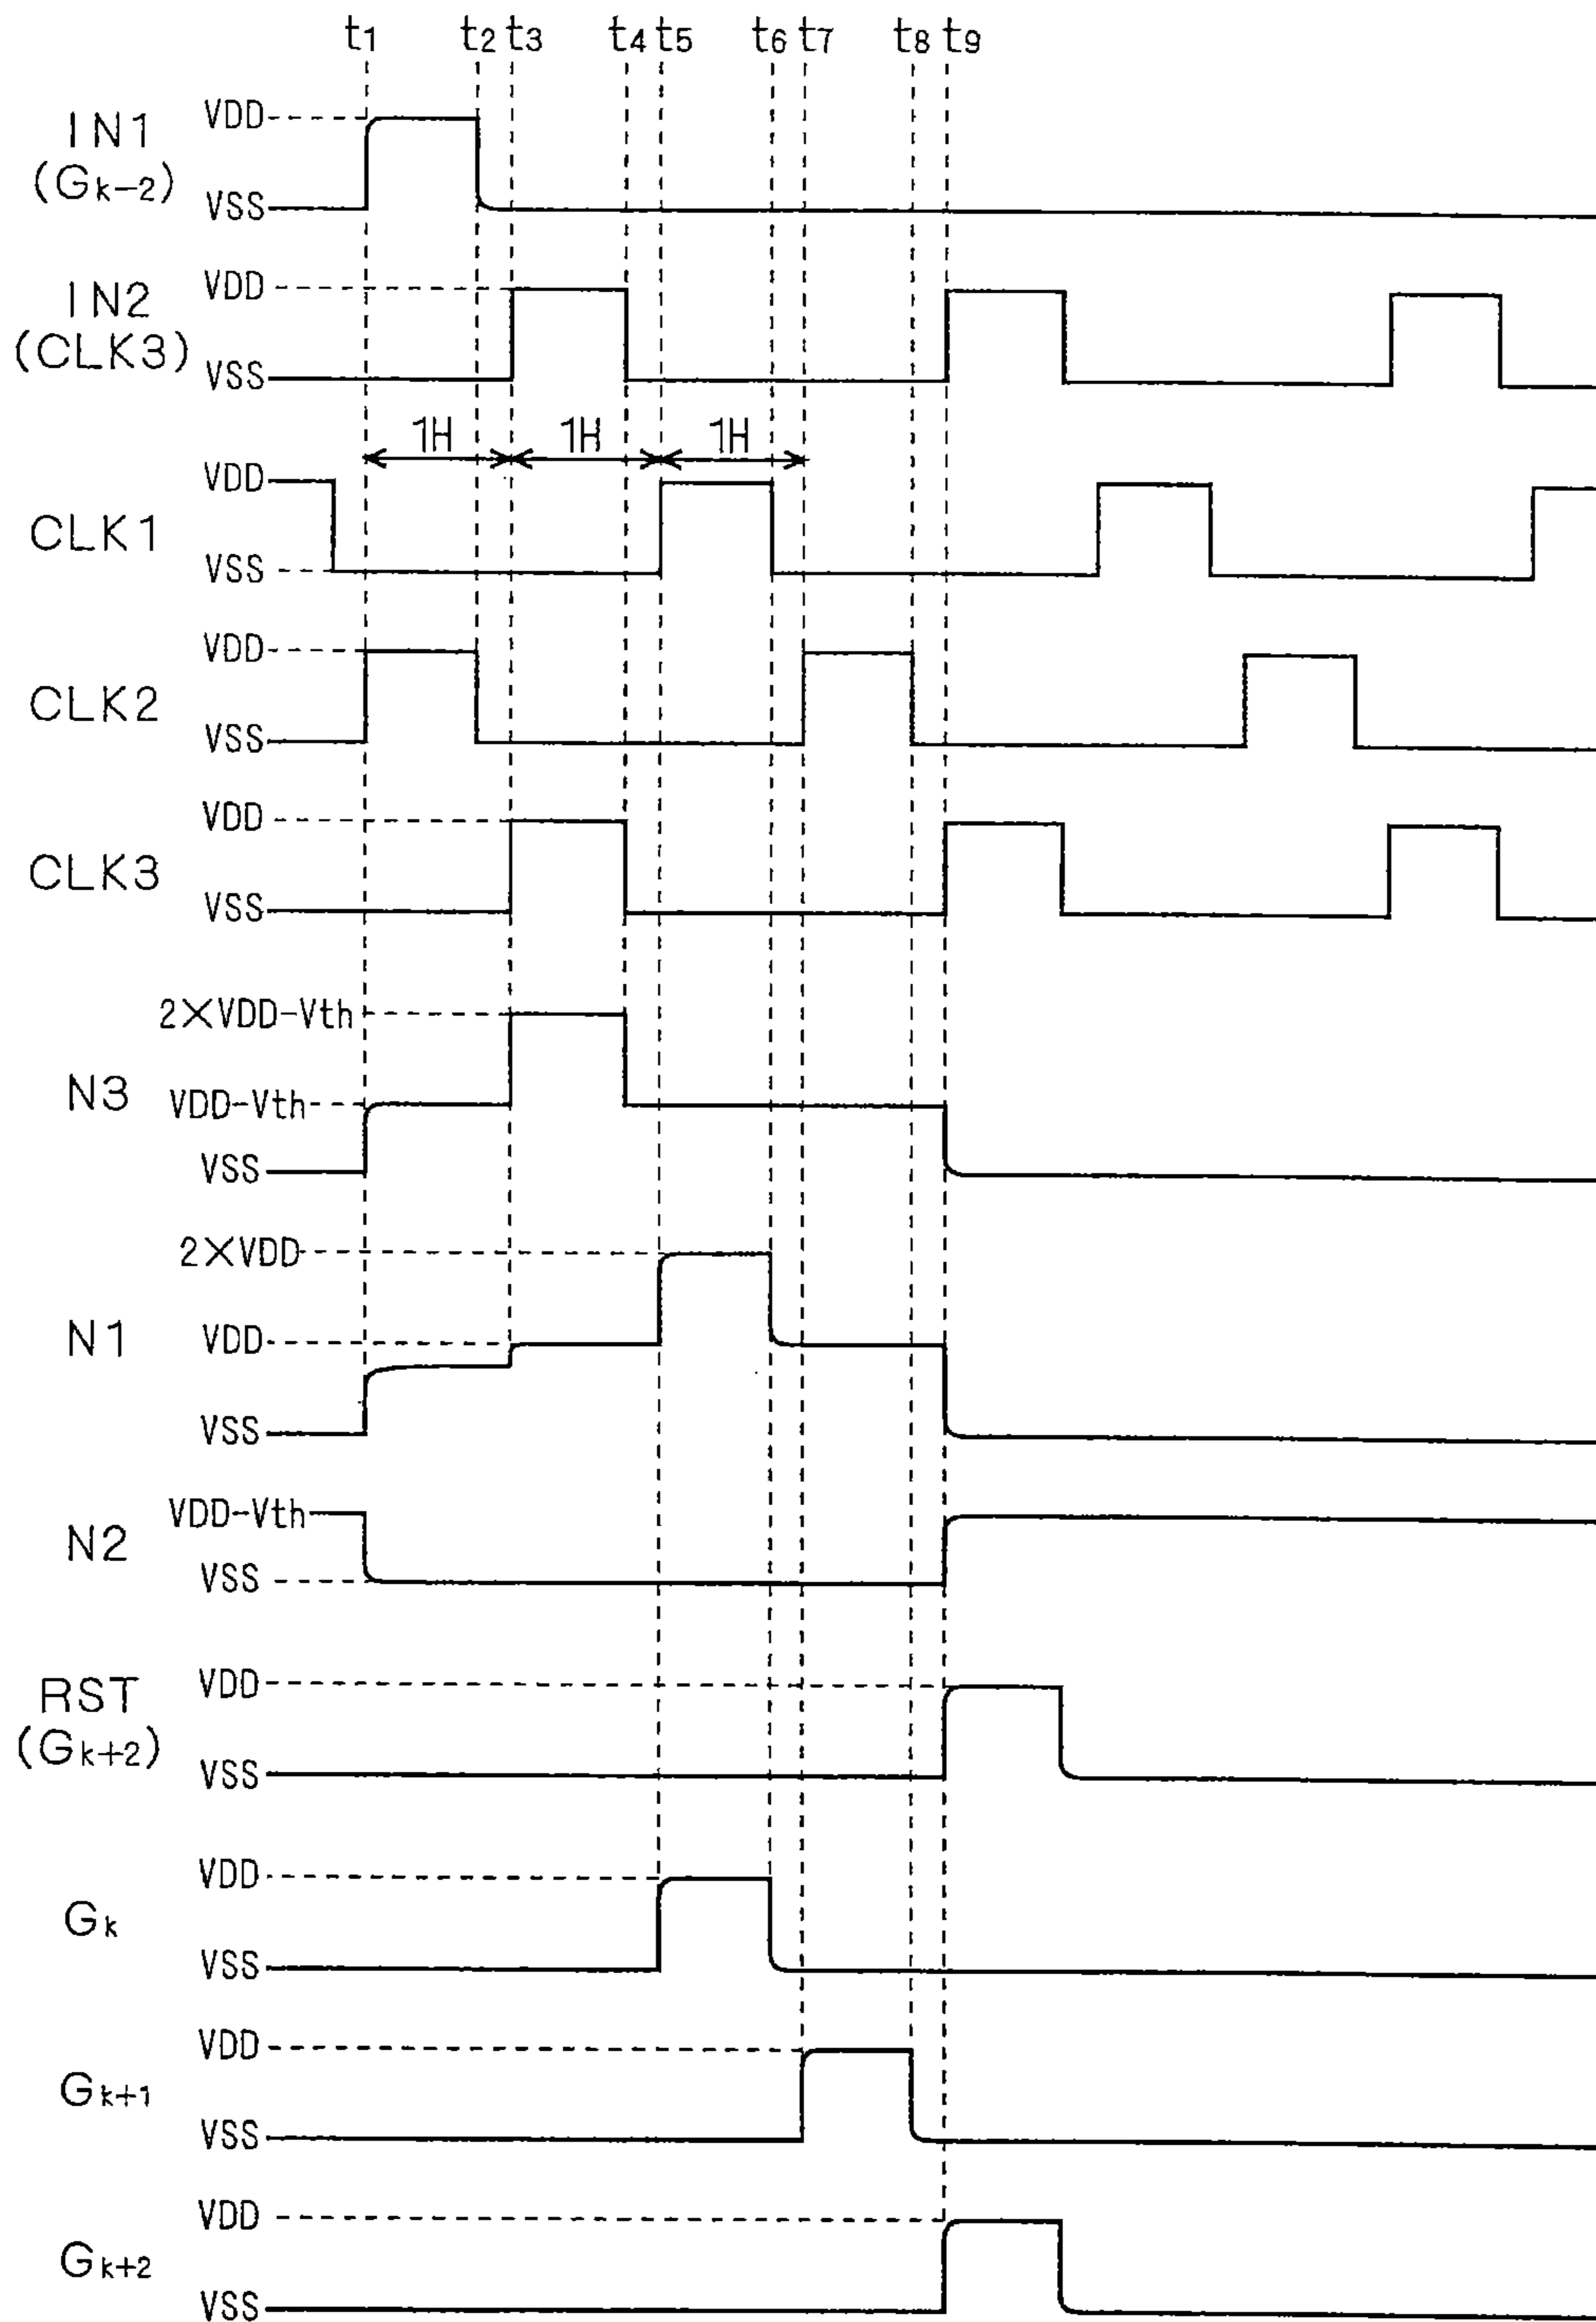 t1 t2 t3 t4 t5 t6 t7 t8 t9
IN1
(Gk-2)
VDD
VSS
IN2
(CLK3)
VDD
VSS
1H 1H 1H
CLK1
VDD
VSS
CLK2
VDD
VSS
CLK3
VDD
VSS
N3
2×VDD-Vth
VDD-Vth
VSS
N1
2×VDD
VDD
VSS
N2
VDD-Vth
VSS
RST
(Gk+2)
VDD
VSS
Gk
VDD
VSS
Gk+1
VDD
VSS
Gk+2
VDD
VSS